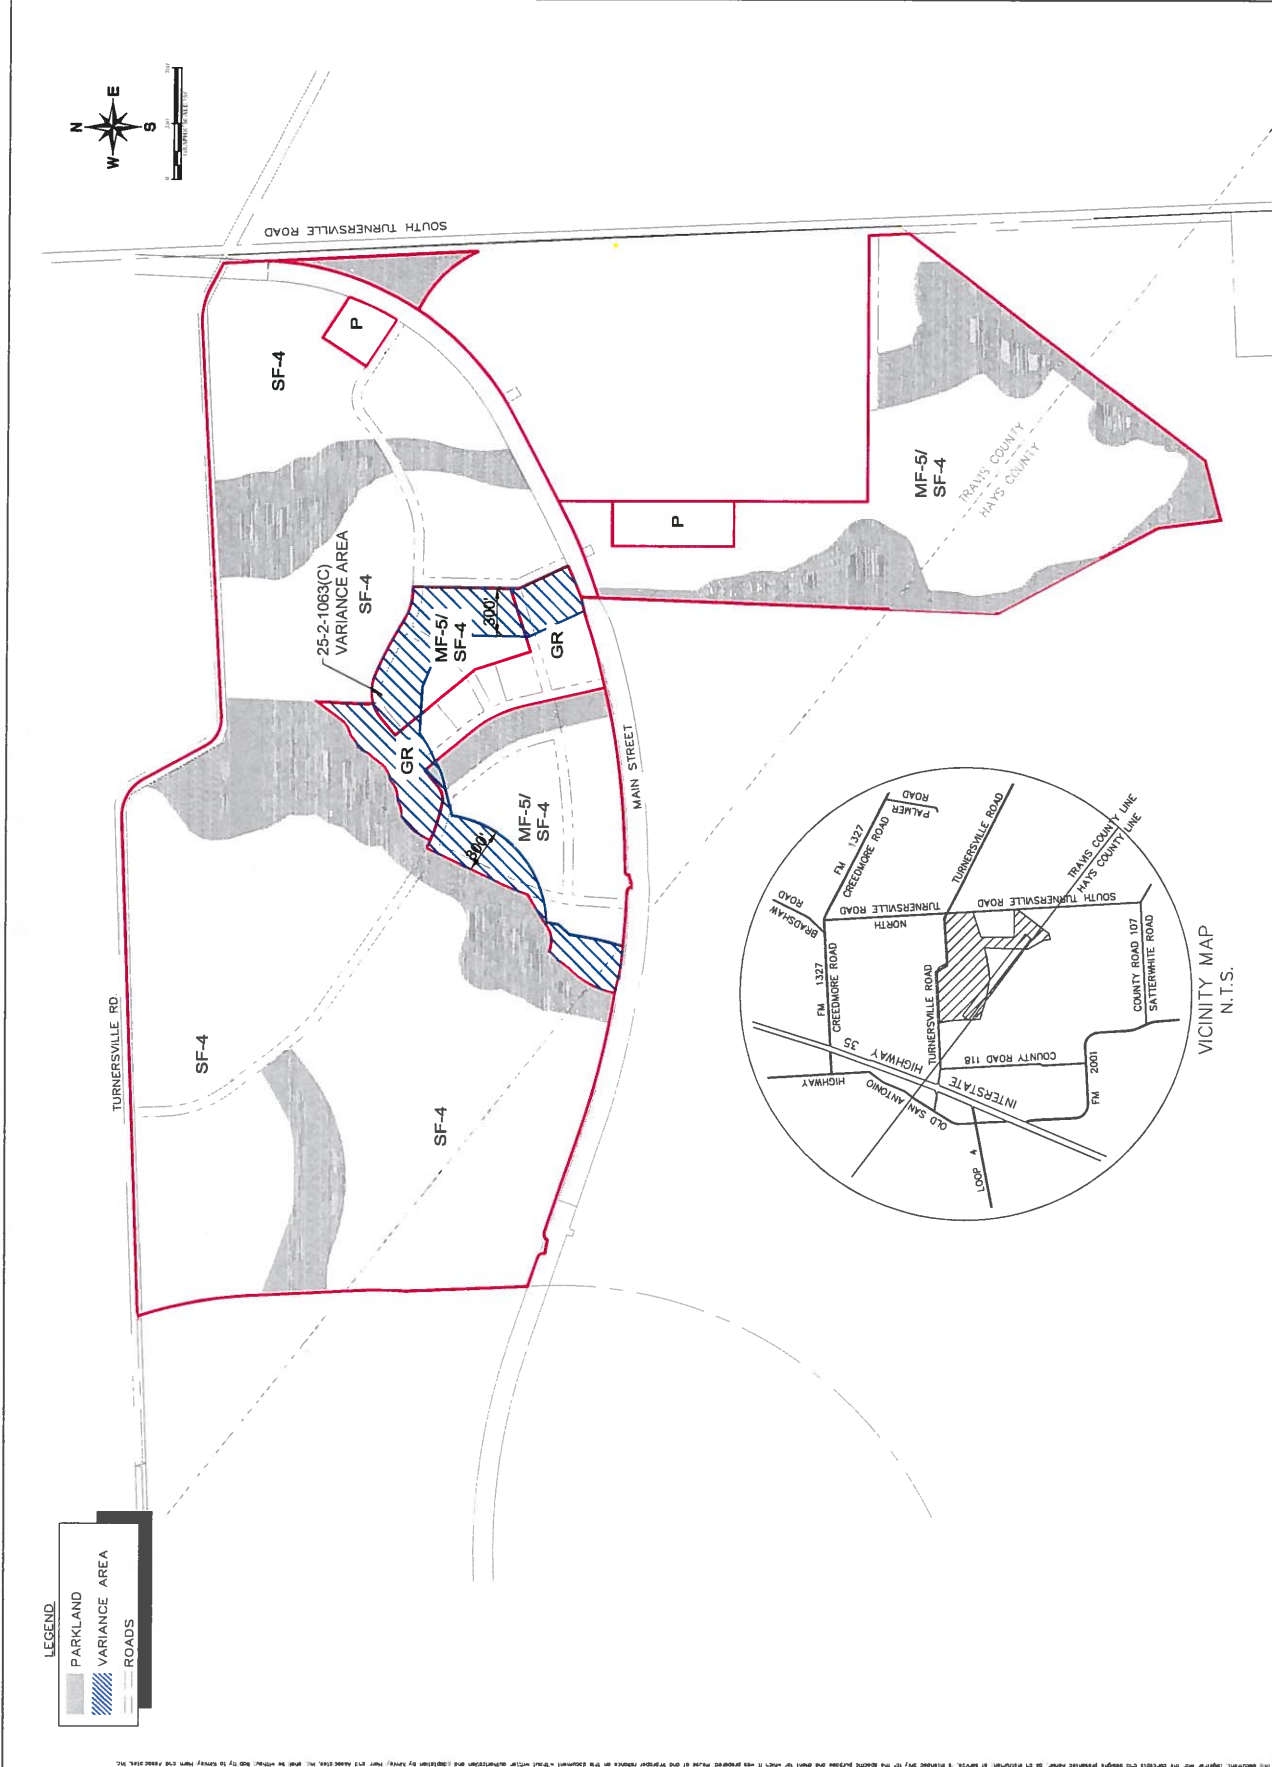 N
E
S
W
SOUTH TURNERSVILLE ROAD
P
SF-4
25-2-1063(C)
VARIANCE AREA
SF-4
MF-5/
SF-4
300'
GR
GR
MF-5/
SF-4
300'
MAIN STREET
P
MF-5/
SF-4
TRAVIS COUNTY
HAYS COUNTY
TURNERSVILLE RD.
SF-4
SF-4
FM 1327
CREEDMORE ROAD
PALMER
ROAD
BRADSHAW
ROAD
NORTH
TURNERSVILLE ROAD
TURNERSVILLE ROAD
TRAVIS COUNTY LINE
HAYS COUNTY LINE
SOUTH TURNERSVILLE ROAD
FM 1327
CREEDMORE ROAD
TURNERSVILLE ROAD
COUNTY ROAD 107
SATTERWHITE ROAD
COUNTY ROAD 118
INTERSTATE HIGHWAY 35
OLD SAN ANTONIO HIGHWAY
FM 2001
LOOP 4
VICINITY MAP
N.T.S.
LEGEND
PARKLAND
VARIANCE AREA
ROADS